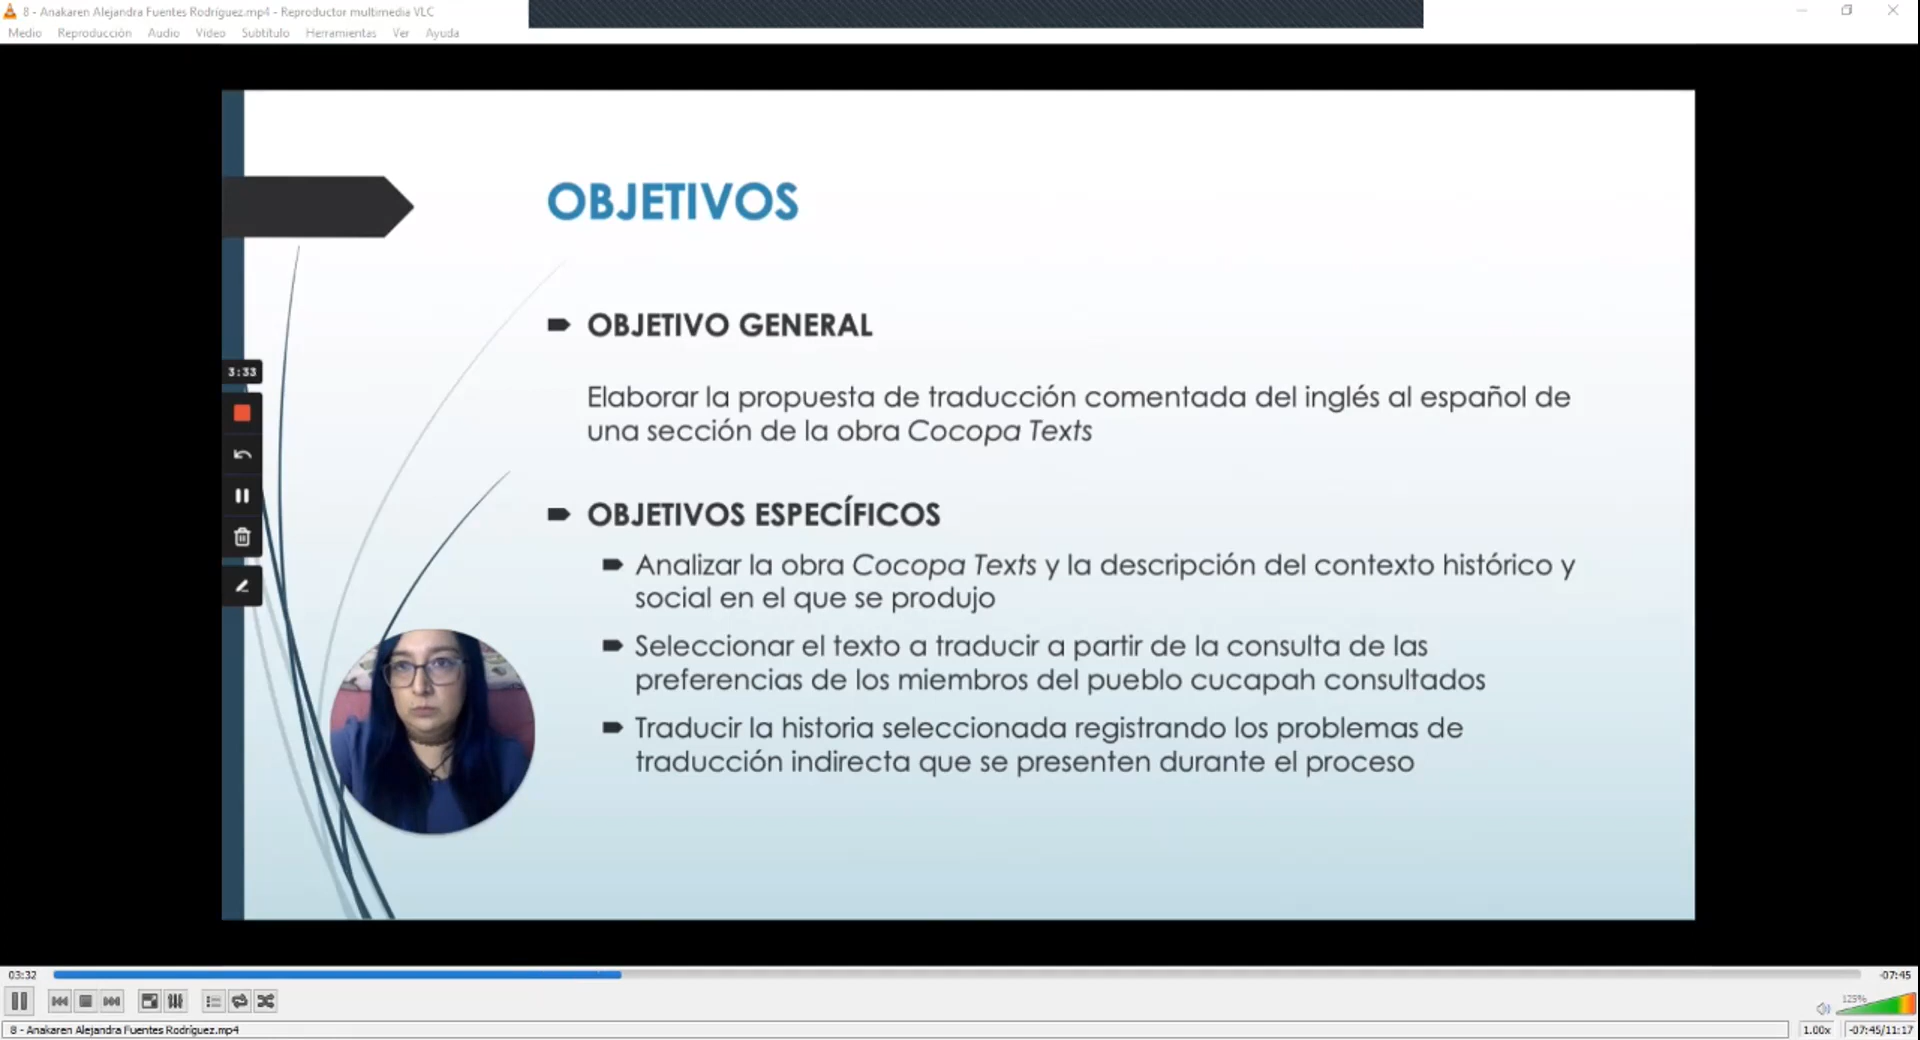 8 - Anakaren Alejandra Fuentes Rodríguez.mp4 - Reproductor multimedia VLC
Medio Reproducción Audio Vídeo Subtítulo Herramientas Ver Ayuda
OBJETIVOS
OBJETIVO GENERAL
Elaborar la propuesta de traducción comentada del inglés al español de
una sección de la obra Cocopa Texts
OBJETIVOS ESPECÍFICOS
Analizar la obra Cocopa Texts y la descripción del contexto histórico y
social en el que se produjo
Seleccionar el texto a traducir a partir de la consulta de las
preferencias de los miembros del pueblo cucapah consultados
Traducir la historia seleccionada registrando los problemas de
traducción indirecta que se presenten durante el proceso
3:33
03:32
-07:45
125%
8 - Anakaren Alejandra Fuentes Rodríguez.mp4
1.00x
-07:45/11:17